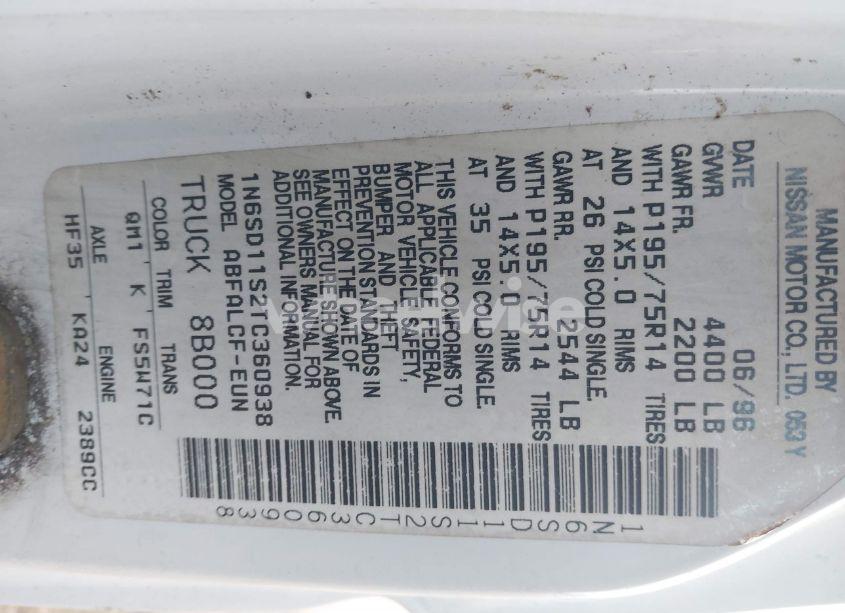 MANUFACTURED BY
NISSAN MOTOR CO., LTD. 053Y
DATE 06/96
GVWR 4400 LB
GAWR FR. 2200 LB
WITH P195/75R14 TIRES
AND 14X5.0 RIMS
AT 26 PSI COLD SINGLE.
GAWR RR. 2544 LB
WITH P195/75R14 TIRES
AND 14X5.0 RIMS
AT 35 PSI COLD SINGLE.
THIS VEHICLE CONFORMS TO
ALL APPLICABLE FEDERAL
MOTOR VEHICLE SAFETY,
BUMPER AND THEFT
PREVENTION STANDARDS IN
EFFECT ON THE DATE OF
MANUFACTURE SHOWN ABOVE.
SEE OWNERS MANUAL FOR
ADDITIONAL INFORMATION.
1N6SD11S2TC360938
MODEL ABFALCF-EUN
TRUCK 8B000
COLOR TRIM TRANS
QM1 K FS5W71C
AXLE ENGINE
HF35 KA24 2389CC
1N6SD11S2TC360938